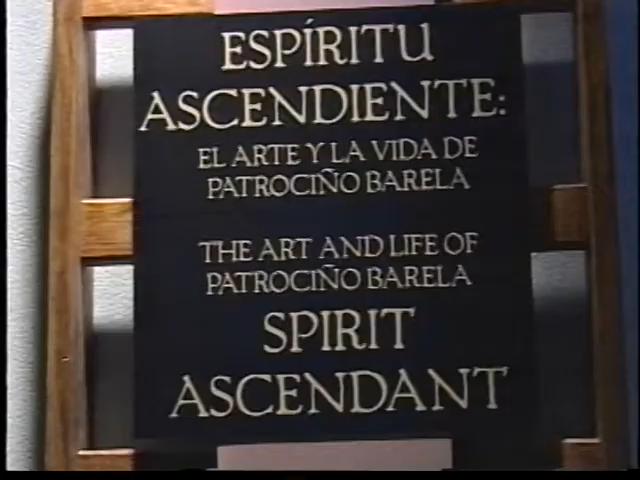 ESPÍRITU
ASCENDIENTE:
EL ARTE Y LA VIDA DE
PATROCIÑO BARELA
THE ART AND LIFE OF
PATROCIÑO BARELA
SPIRIT
ASCENDANT